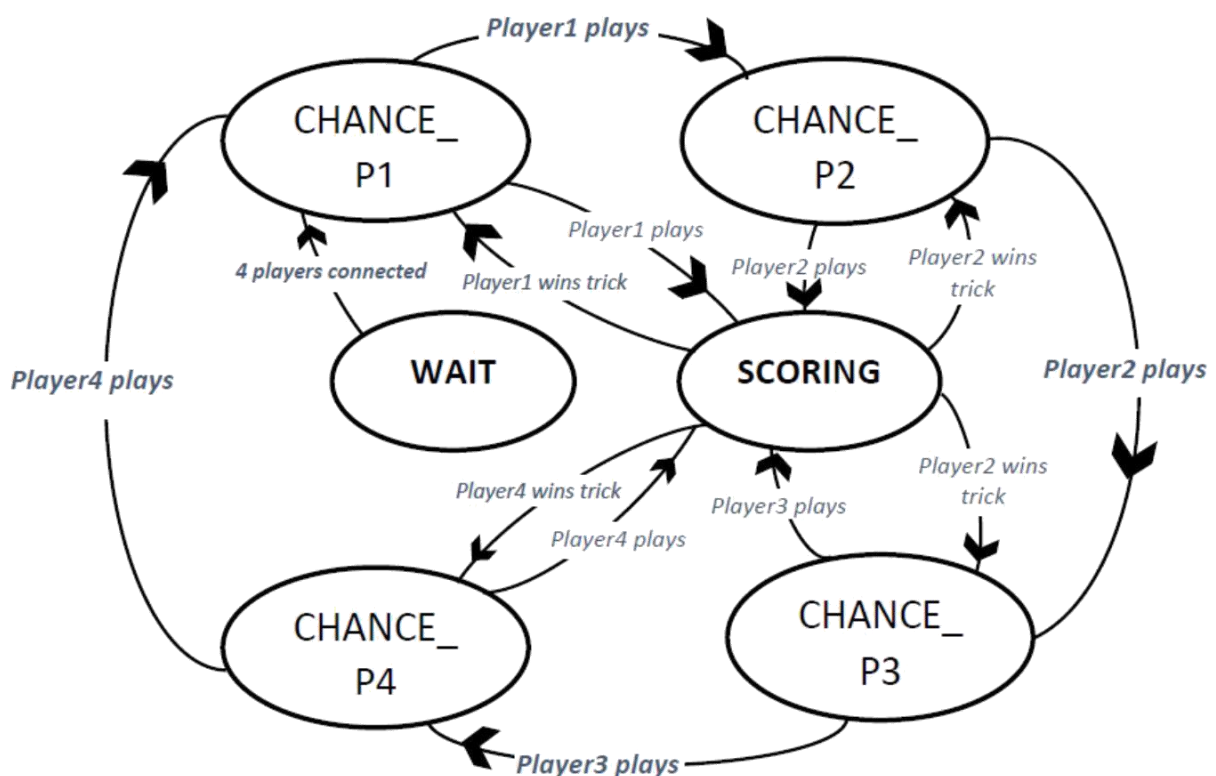 Player1 plays
CHANCE_
P1
CHANCE_
P2
Player1 plays
4 players connected
Player1 wins trick
Player2 plays
Player2 wins
trick
WAIT
SCORING
Player4 plays
Player2 plays
Player4 wins trick
Player4 plays
Player3 plays
Player2 wins
trick
CHANCE_
P4
CHANCE_
P3
Player3 plays